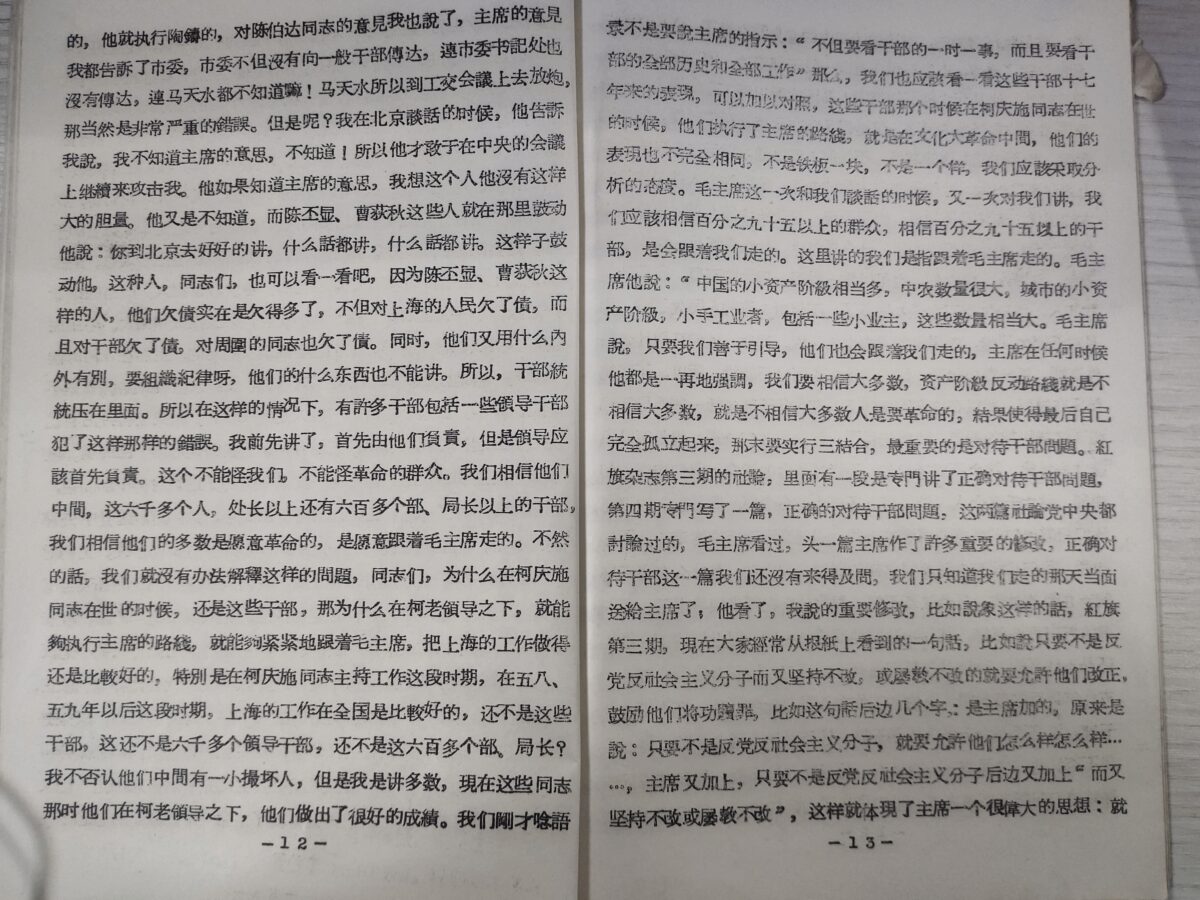 的，他就执行陶鑄的，对陈伯达同志的意見我也說了，主席的意見
我都告訴了市委，市委不但沒有向一般干部傳达，連市委书記处也
沒有傳达，連马天水都不知道嘛！马天水所以到工交会議上去放炮，
那当然是非常严重的錯誤。但是呢？我在北京談話的时候，他告訴
我說，我不知道主席的意思，不知道！所以他才敢于在中央的会議
上继續来攻击我。他如果知道主席的意思，我想这个人他沒有这样
大的胆量。他又是不知道，而陈丕显、曹荻秋这些人就在那里鼓动
他說：你到北京去好好的讲，什么話都讲，什么話都讲。这样子鼓
动他，这种人，同志们，也可以看一看吧，因为陈丕显、曹荻秋这
样的人，他们欠債实在是欠得多了，不但对上海的人民欠了債，而
且对干部欠了債，对周圍的同志也欠了債。同时，他们又用什么內
外有別，要組織紀律呀，他们的什么东西也不能讲。所以，干部統
統压在里面。所以在这样的情况下，有許多干部包括一些領导干部
犯了这样那样的錯誤。我前先讲了，首先由他们負責，但是領导应
該首先負責。这个不能怪我们，不能怪革命的群众。我们相信他们
中間，这六千多个人，处长以上还有六百多个部、局长以上的干部，
我们相信他们的多数是愿意革命的，是愿意跟着毛主席走的。不然
的話，我们就沒有办法解釋这样的問題，同志们，为什么在柯庆施
同志在世的时候，还是这些干部，那为什么在柯老領导之下，就能
夠执行主席的路綫，就能夠紧紧地跟着毛主席，把上海的工作做得
还是比較好的，特別是在柯庆施同志主持工作这段时期，在五八、
五九年以后这段时期，上海的工作在全国是比較好的，还不是这些
干部，这还不是六千多个領导干部，还不是这六百多个部、局长？
我不否认他们中間有一小撮坏人，但是我是讲多数，現在这些同志
那时他们在柯老領导之下，他们做出了很好的成績。我们剛才唸語
－12－
景不是要說主席的指示：“不但要看干部的一时一事，而且要看干
部的全部历史和全部工作”那么，我们也应該看一看这些干部十七
年来的表現，可以加以对照，这些干部那个时候在柯庆施同志在世
的时候，他们执行了主席的路綫，就是在文化大革命中間，他们的
表現也不完全相同，不是铁板一块，不是一个样，我们应該采取分
析的态度。毛主席这一次和我们談話的时候，又一次对我们讲，我
们应該相信百分之九十五以上的群众，相信百分之九十五以上的干
部，是会跟着我们走的。这里讲的我们是指跟着毛主席走的。毛主
席他說：“中国的小资产阶級相当多，中农数量很大，城市的小资
产阶級，小手工业者，包括一些小业主，这些数量相当大。毛主席
說，只要我们善于引导，他们也会跟着我们走的，主席在任何时候
他都是一再地强調，我们要相信大多数，资产阶級反动路綫就是不
相信大多数，就是不相信大多数人是要革命的，結果使得最后自己
完全孤立起来，那末要实行三結合，最重要的是对待干部問題。紅
旗杂志第三期的社論，里面有一段是专門讲了正确对待干部問題，
第四期专門写了一篇，正确的对待干部問題，这两篇社論党中央都
討論过的，毛主席看过，头一篇主席作了許多重要的修改，正确对
待干部这一篇我们还沒有来得及問，我们只知道我们走的那天当面
送給主席了，他看了，我說的重要修改，比如說象这样的話，紅旗
第三期，現在大家經常从报紙上看到的一句話，比如說只要不是反
党反社会主义分子而又坚持不改，或屡教不改的就要允許他们改正，
鼓励他们将功贖罪，比如这句話后边几个字，：是主席加的，原来是
說：只要不是反党反社会主义分子，就要允許他们怎么样怎么样…
…，主席又加上，只要不是反党反社会主义分子后边又加上“而又
坚持不改或屡教不改”，这样就体現了主席一个很偉大的思想：就
－13－